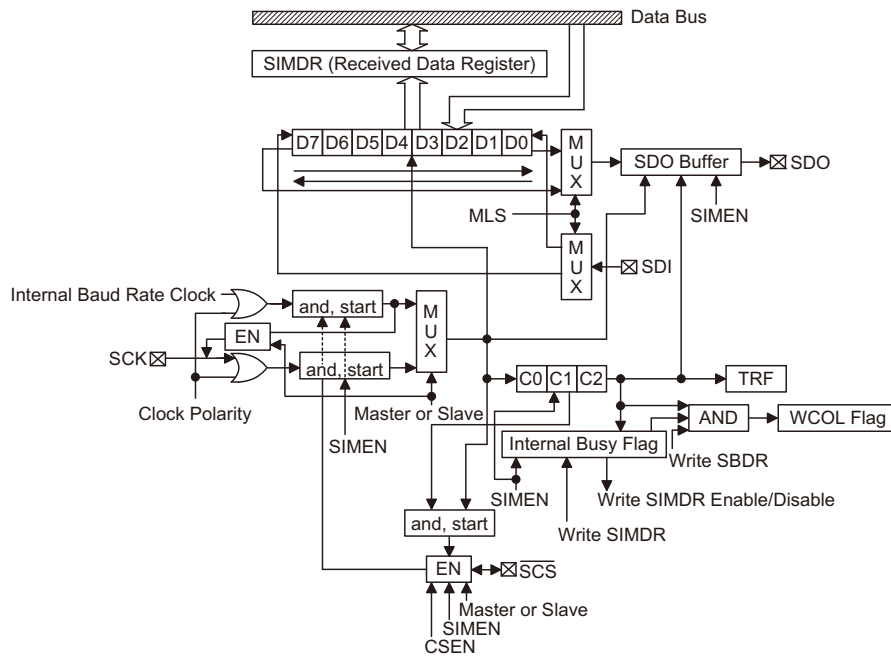 Data Bus
SIMDR (Received Data Register)
D7 D6 D5 D4 D3 D2 D1 D0
MUX
SDO Buffer
SDO
MLS
SIMEN
MUX
SDI
Internal Baud Rate Clock
and, start
MUX
EN
SCK
and, start
Clock Polarity
Master or Slave
SIMEN
C0 C1 C2
TRF
AND
WCOL Flag
Internal Busy Flag
Write SBDR
SIMEN
Write SIMDR Enable/Disable
and, start
Write SIMDR
EN
SCS
Master or Slave
SIMEN
CSEN